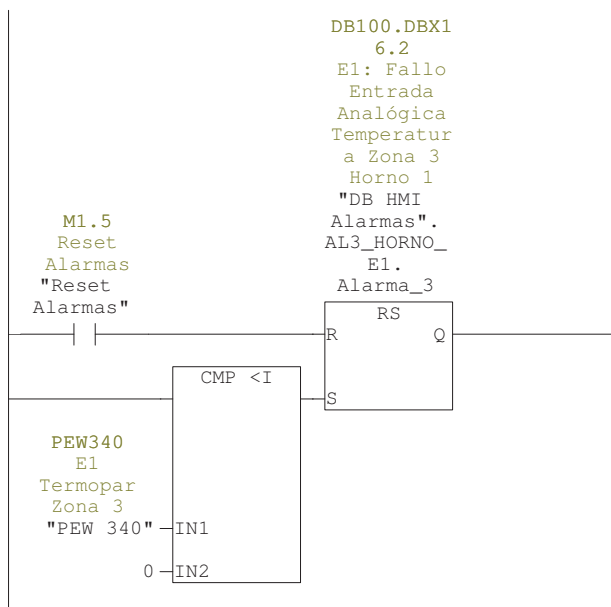 DB100.DBX1
6.2
E1: Fallo
Entrada
Analógica
Temperatur
a Zona 3
Horno 1
"DB HMI
Alarmas".
AL3_HORNO_
E1.
Alarma_3
M1.5
Reset
Alarmas
"Reset
Alarmas"
RS
R
Q
CMP <I
S
PEW340
E1
Termopar
Zona 3
"PEW 340"
IN1
0
IN2